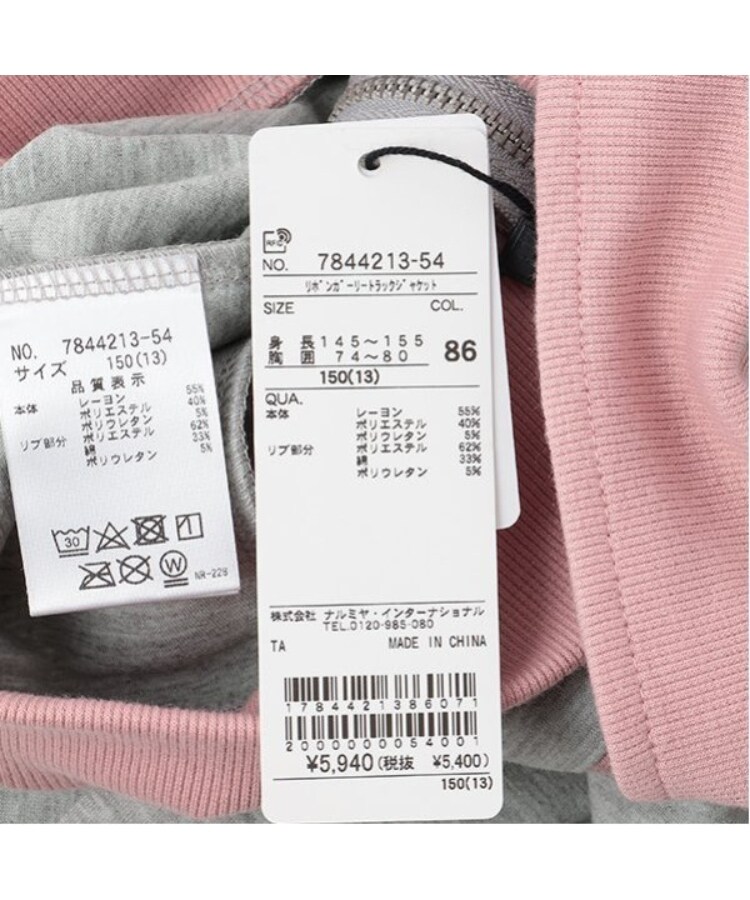 NO. 7844213-54
サイズ 150(13)
品質表示
本体 レーヨン 55%
ポリエステル 40%
ポリウレタン 5%
リブ部分 ポリエステル 62%
綿 33%
ポリウレタン 5%
30
NR-229
RFID
NO. 7844213-54
リボンガーリートラックジャケット
SIZE COL.
身長 145～155
胸囲 74～80 86
150(13)
QUA.
本体 レーヨン 55%
ポリエステル 40%
ポリウレタン 5%
リブ部分 ポリエステル 62%
綿 33%
ポリウレタン 5%
株式会社 ナルミヤ・インターナショナル
TEL.0120-985-080
TA MADE IN CHINA
1784421386071
2000000054001
¥5,940(税抜 ¥5,400)
150(13)